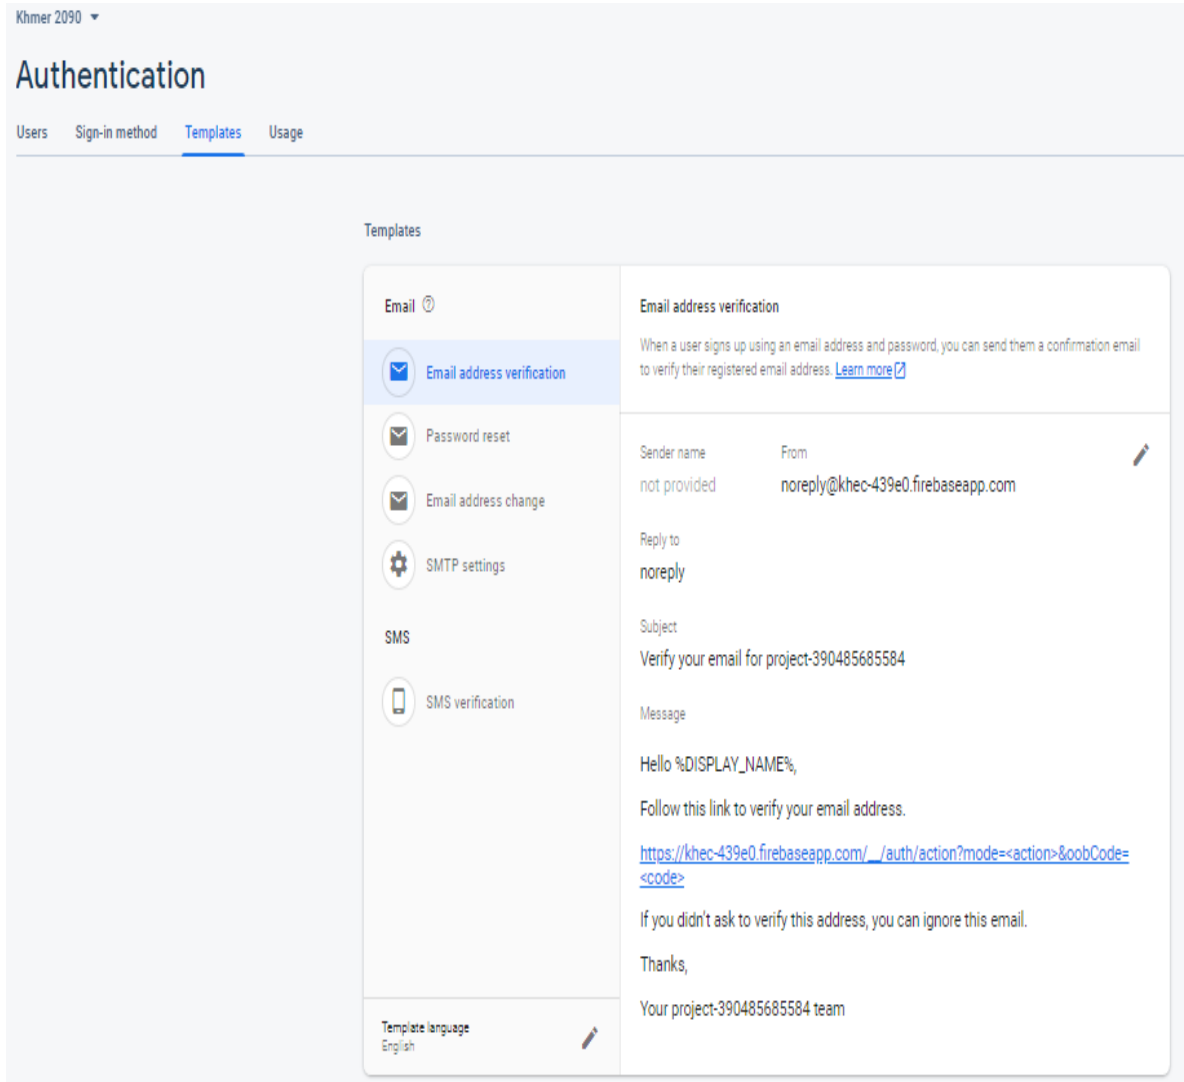 Khmer 2090
Authentication
Users Sign-in method Templates Usage
Templates
Email
Email address verification
Password reset
Email address change
SMTP settings
SMS
SMS verification
Template language
English
Email address verification
When a user signs up using an email address and password, you can send them a confirmation email
to verify their registered email address. Learn more
Sender name From
not provided noreply@khec-439e0.firebaseapp.com
Reply to
noreply
Subject
Verify your email for project-390485685584
Message
Hello %DISPLAY_NAME%,
Follow this link to verify your email address.
https://khec-439e0.firebaseapp.com/__/auth/action?mode=<action>&oobCode=
<code>
If you didn't ask to verify this address, you can ignore this email.
Thanks,
Your project-390485685584 team